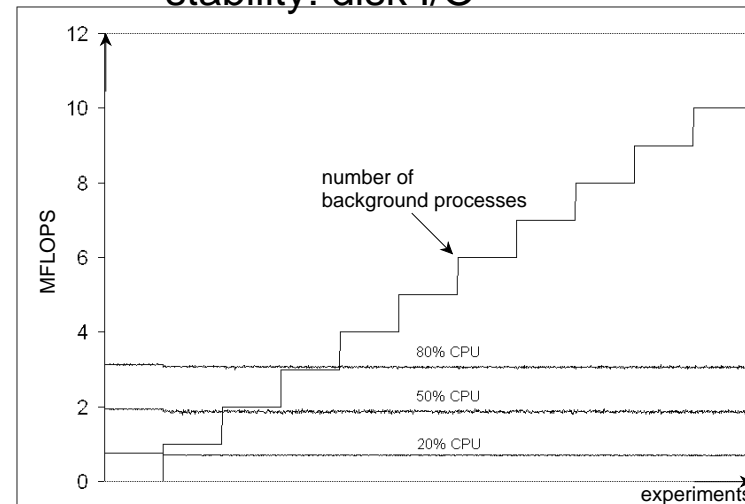 stability: disk I/O
12
10
8
6
4
2
0
MFLOPS
number of
background processes
80% CPU
50% CPU
20% CPU
experiments